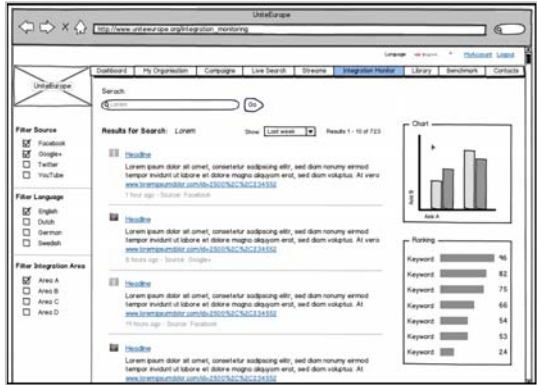 UniteEurope
http://www.uniteeurope.org/integration_monitoring
Language English MyAccount Logout
UniteEurope
Dashboard My Organisation Campaigns Live Search Streams Integration Monitor Library Benchmark Contacts
Serach:
Lorem
Go
Filter Source
Facebook
Google+
Twitter
YouTube
Filter Language
English
Dutch
German
Swedish
Filter Integration Area
Area A
Area B
Area C
Area D
Results for Search: Lorem Show Last week Results 1 - 10 of 723
Headline
Lorem ipsum dolor sit amet, consetetur sadipscing elitr, sed diam nonumy eirmod
tempor invidunt ut labore et dolore magna aliquyam erat, sed diam voluptua. At vero
www.loremipsumdolor.com/id=2500%2C%2C234552
1 hour ago - Source: Facebook
Headline
Lorem ipsum dolor sit amet, consetetur sadipscing elitr, sed diam nonumy eirmod
tempor invidunt ut labore et dolore magna aliquyam erat, sed diam voluptua. At vero
www.loremipsumdolor.com/id=2500%2C%2C234552
8 hours ago - Source: Google+
Headline
Lorem ipsum dolor sit amet, consetetur sadipscing elitr, sed diam nonumy eirmod
tempor invidunt ut labore et dolore magna aliquyam erat, sed diam voluptua. At vero
www.loremipsumdolor.com/id=2500%2C%2C234552
hours ago - Source: Facebook
Headline
Lorem ipsum dolor sit amet, consetetur sadipscing elitr, sed diam nonumy eirmod
tempor invidunt ut labore et dolore magna aliquyam erat, sed diam voluptua. At vero
www.loremipsumdolor.com/id=2500%2C%2C234552
Chart
Axis B
Axis A
Ranking
Keyword 96
Keyword 82
Keyword 75
Keyword 66
Keyword 54
Keyword 53
Keyword 24